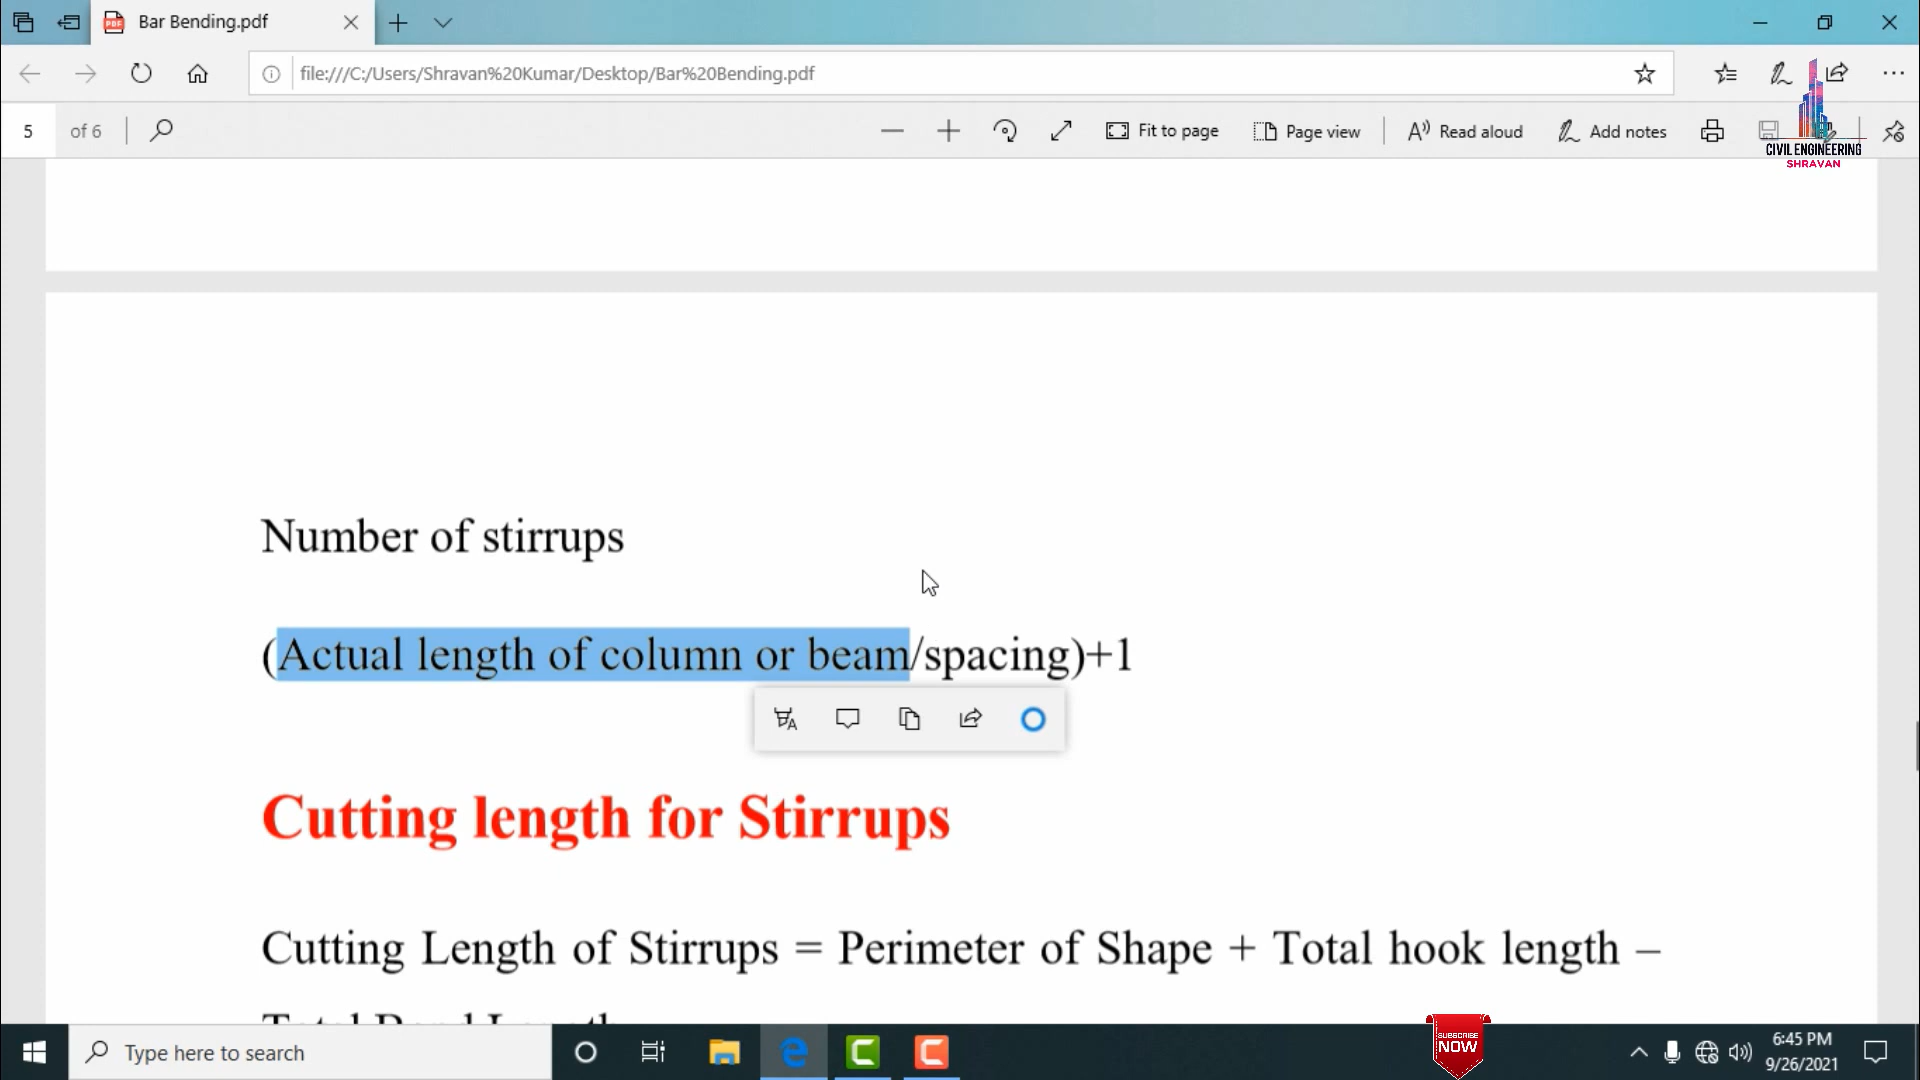 Bar Bending.pdf
file:///C:/Users/Shravan%20Kumar/Desktop/Bar%20Bending.pdf
5 of 6
Fit to page
Page view
Read aloud
Add notes
CIVIL ENGINEERING
SHRAVAN
Number of stirrups
(Actual length of column or beam/spacing)+1
Cutting length for Stirrups
Cutting Length of Stirrups = Perimeter of Shape + Total hook length –
Total Bend Length
Type here to search
SUBSCRIBE
NOW
6:45 PM
9/26/2021